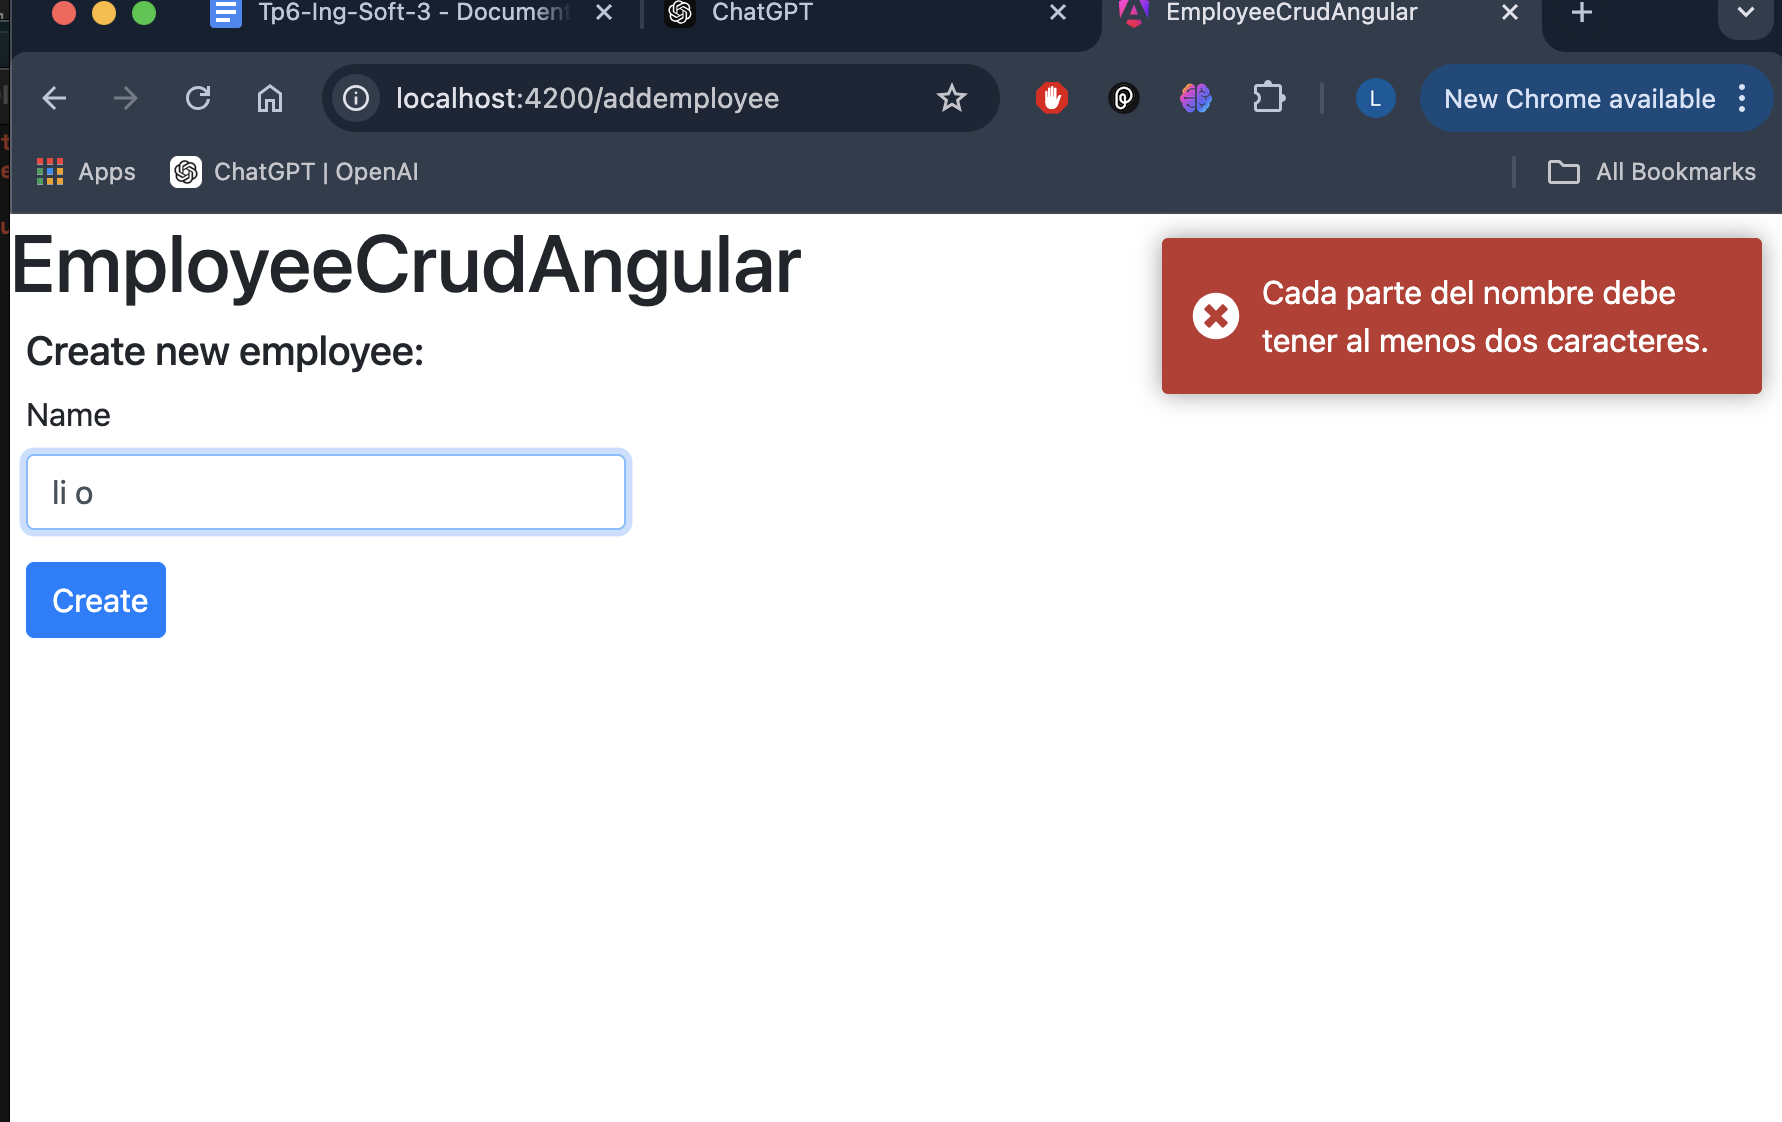 Tp6-Ing-Soft-3 - Document
ChatGPT
EmployeeCrudAngular
localhost:4200/addemployee
L
New Chrome available
Apps
ChatGPT | OpenAI
All Bookmarks
EmployeeCrudAngular
Cada parte del nombre debe
tener al menos dos caracteres.
Create new employee:
Name
li o
Create